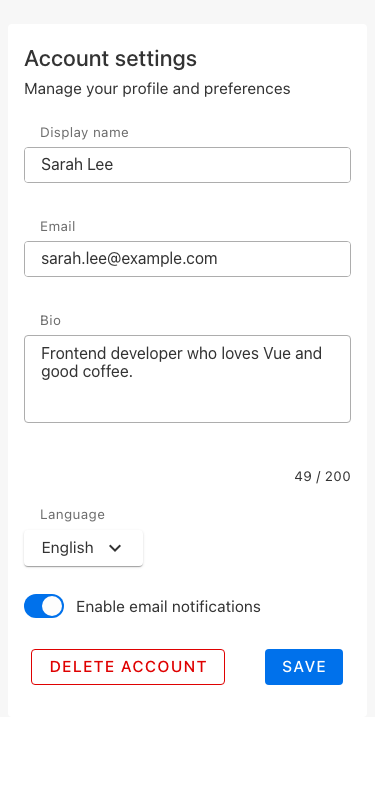 Account settings
Manage your profile and preferences
Display name
Sarah Lee
Email
sarah.lee@example.com
Bio
Frontend developer who loves Vue and
good coffee.
49 / 200
Language
English
Enable email notifications
DELETE ACCOUNT
SAVE